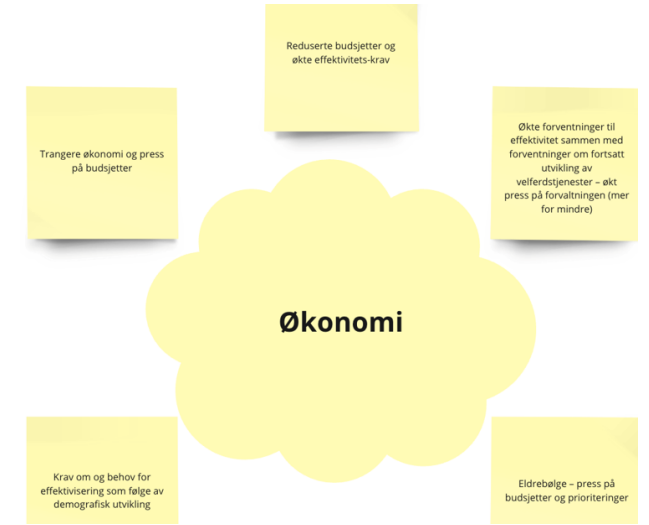 Reduserte budsjetter og
økte effektivitets-krav
Trangere økonomi og press
på budsjetter
Økte forventninger til
effektivitet sammen med
forventninger om fortsatt
utvikling av
velferdstjenester – økt
press på forvaltningen (mer
for mindre)
Økonomi
Krav om og behov for
effektivisering som følge av
demografisk utvikling
Eldrebølge – press på
budsjetter og prioriteringer